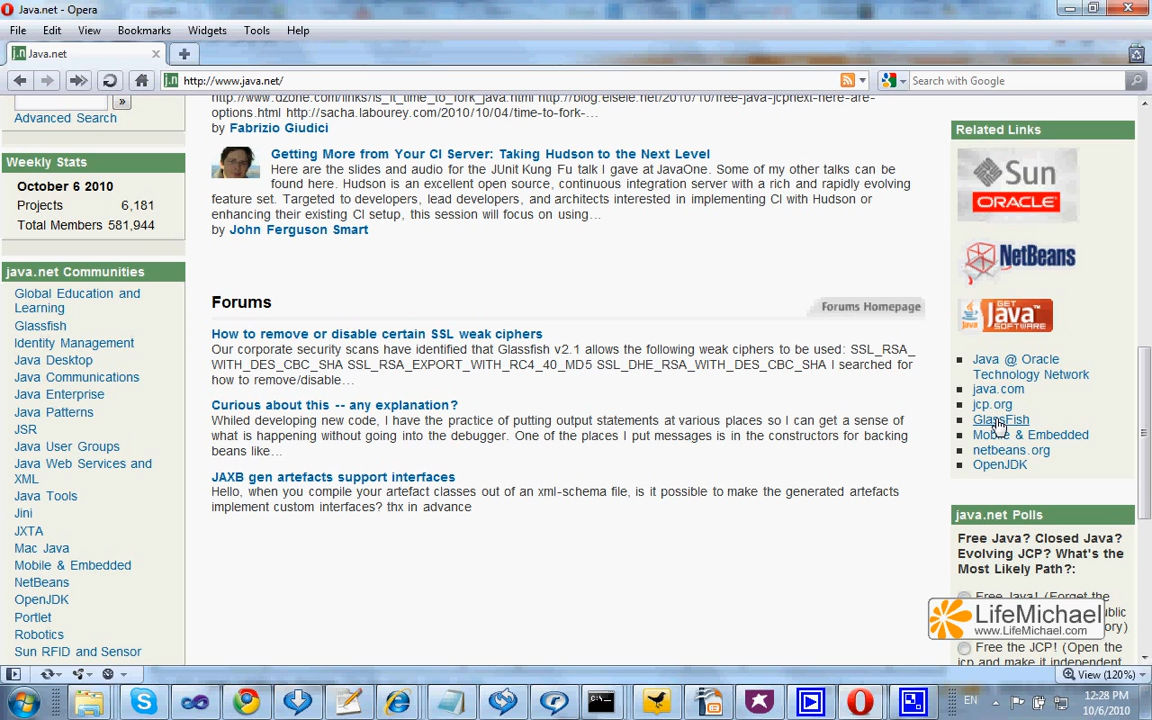 Java.net - Opera
File Edit View Bookmarks Widgets Tools Help
j.n Java.net
j.n http://www.java.net/
Search with Google
»
Advanced Search
Weekly Stats
October 6 2010
Projects 6,181
Total Members 581,944
java.net Communities
Global Education and
Learning
Glassfish
Identity Management
Java Desktop
Java Communications
Java Enterprise
Java Patterns
JSR
Java User Groups
Java Web Services and
XML
Java Tools
Jini
JXTA
Mac Java
Mobile & Embedded
NetBeans
OpenJDK
Portlet
Robotics
Sun RFID and Sensor
http://www.dzone.com/links/is_it_time_to_fork_java.html http://blog.eisele.net/2010/10/free-java-jcpnext-here-are-
options.html http://sacha.labourey.com/2010/10/04/time-to-fork-...
by Fabrizio Giudici
Getting More from Your CI Server: Taking Hudson to the Next Level
Here are the slides and audio for the JUnit Kung Fu talk I gave at JavaOne. Some of my other talks can be
found here. Hudson is an excellent open source, continuous integration server with a rich and rapidly evolving
feature set. Targeted to developers, lead developers, and architects interested in implementing CI with Hudson or
enhancing their existing CI setup, this session will focus on using...
by John Ferguson Smart
Forums
Forums Homepage
How to remove or disable certain SSL weak ciphers
Our corporate security scans have identified that Glassfish v2.1 allows the following weak ciphers to be used: SSL_RSA_
WITH_DES_CBC_SHA SSL_RSA_EXPORT_WITH_RC4_40_MD5 SSL_DHE_RSA_WITH_DES_CBC_SHA I searched for
how to remove/disable...
Curious about this -- any explanation?
Whiled developing new code, I have the practice of putting output statements at various places so I can get a sense of
what is happening without going into the debugger. One of the places I put messages is in the constructors for backing
beans like...
JAXB gen artefacts support interfaces
Hello, when you compile your artefact classes out of an xml-schema file, is it possible to make the generated artefacts
implement custom interfaces? thx in advance
Related Links
Sun
ORACLE
NetBeans
GET
Java
SOFTWARE
Java @ Oracle
Technology Network
java.com
jcp.org
GlassFish
Mobile & Embedded
netbeans.org
OpenJDK
java.net Polls
Free Java? Closed Java?
Evolving JCP? What's the
Most Likely Path?:
Free Java! (Forget the
LifeMichael
www.LifeMichael.com
Free the JCP! (Open the
jcp and make it independent
View (120%)
EN
12:28 PM
10/6/2010